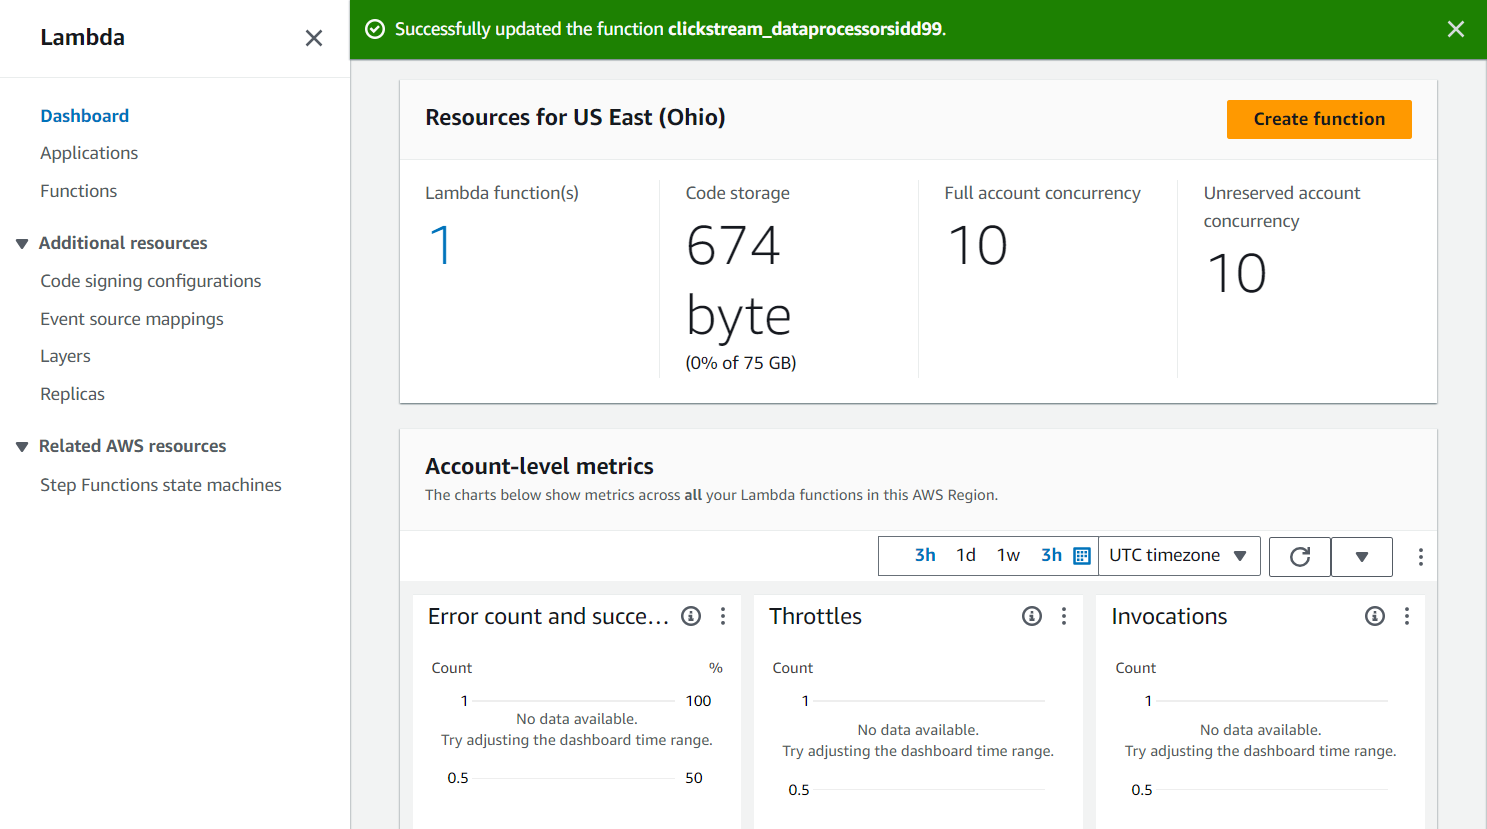 Lambda
Successfully updated the function clickstream_dataprocessorsidd99.
Dashboard
Applications
Functions
Additional resources
Code signing configurations
Event source mappings
Layers
Replicas
Related AWS resources
Step Functions state machines
Resources for US East (Ohio)
Create function
Lambda function(s)
1
Code storage
674
byte
(0% of 75 GB)
Full account concurrency
10
Unreserved account
concurrency
10
Account-level metrics
The charts below show metrics across all your Lambda functions in this AWS Region.
3h 1d 1w 3h UTC timezone
Error count and succe...
Count %
1 100
No data available.
Try adjusting the dashboard time range.
0.5 50
Throttles
Count
1
No data available.
Try adjusting the dashboard time range.
0.5
Invocations
Count
1
No data available.
Try adjusting the dashboard time range.
0.5